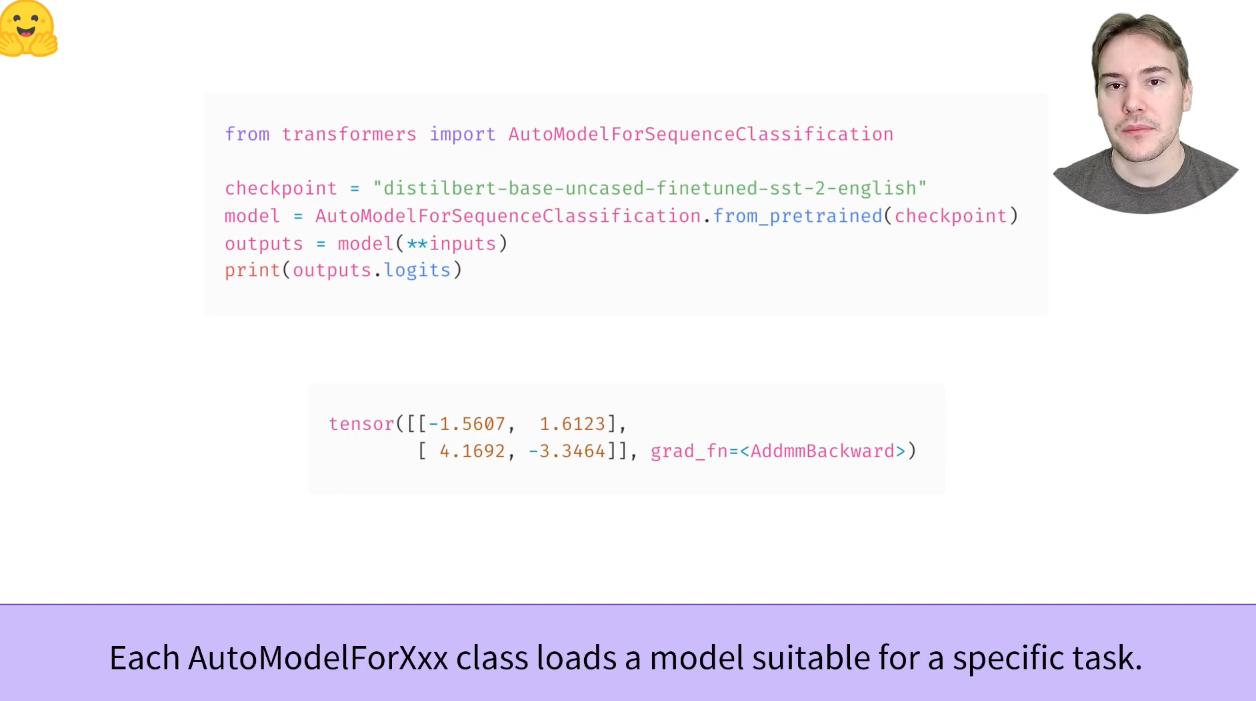 from transformers import AutoModelForSequenceClassification
checkpoint = "distilbert-base-uncased-finetuned-sst-2-english"
model = AutoModelForSequenceClassification.from_pretrained(checkpoint)
outputs = model(**inputs)
print(outputs.logits)
tensor([[-1.5607,  1.6123],
        [ 4.1692, -3.3464]], grad_fn=<AddmmBackward>)
Each AutoModelForXxx class loads a model suitable for a specific task.